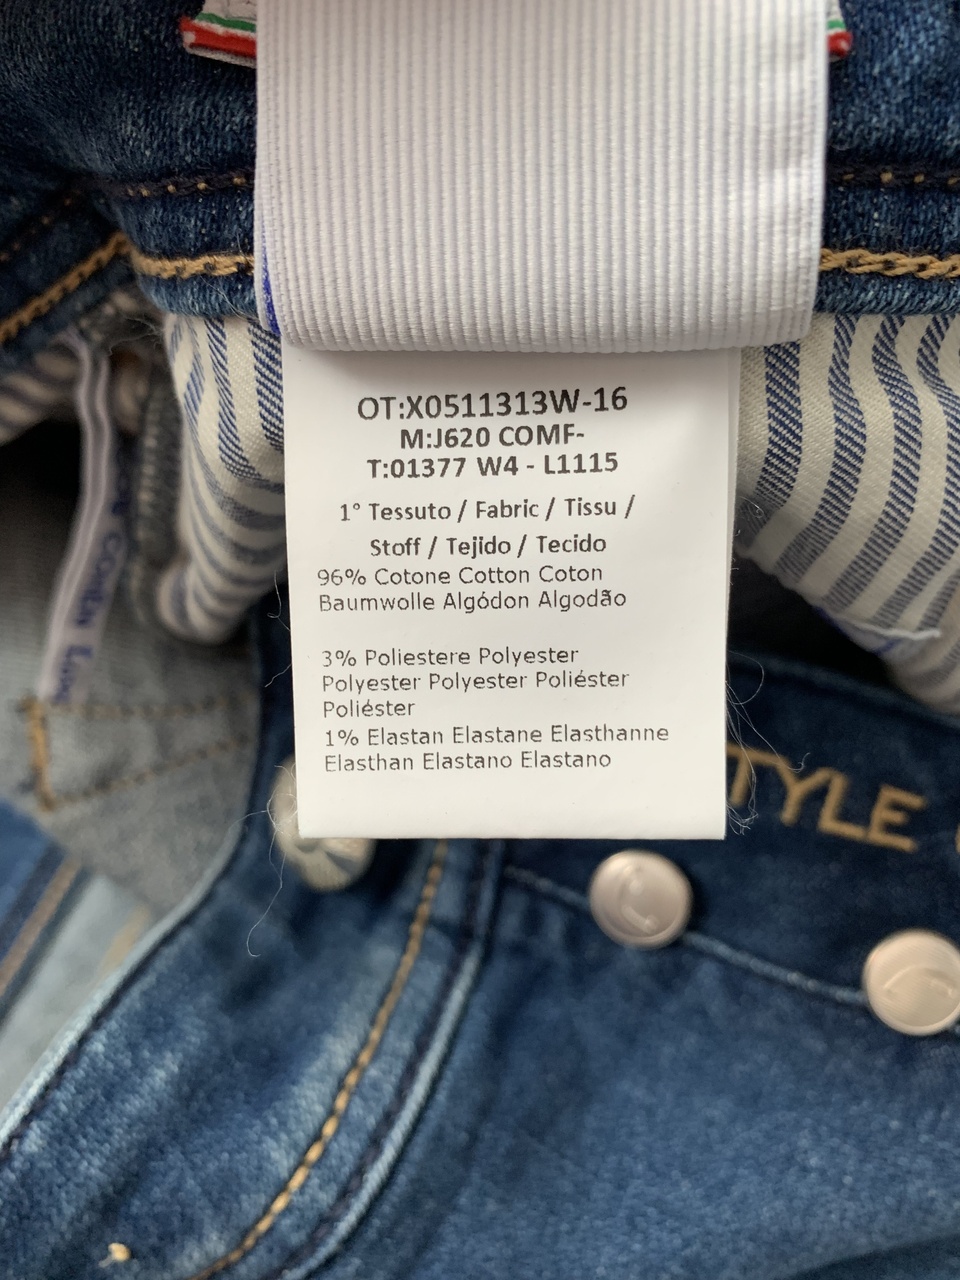 OT:X0511313W-16
M:J620 COMF-
T:01377 W4 - L1115
1° Tessuto / Fabric / Tissu /
Stoff / Tejido / Tecido
96% Cotone Cotton Coton
Baumwolle Algódon Algodão
3% Poliestere Polyester
Polyester Polyester Poliéster
Poliéster
1% Elastan Elastane Elasthanne
Elasthan Elastano Elastano
TYLE